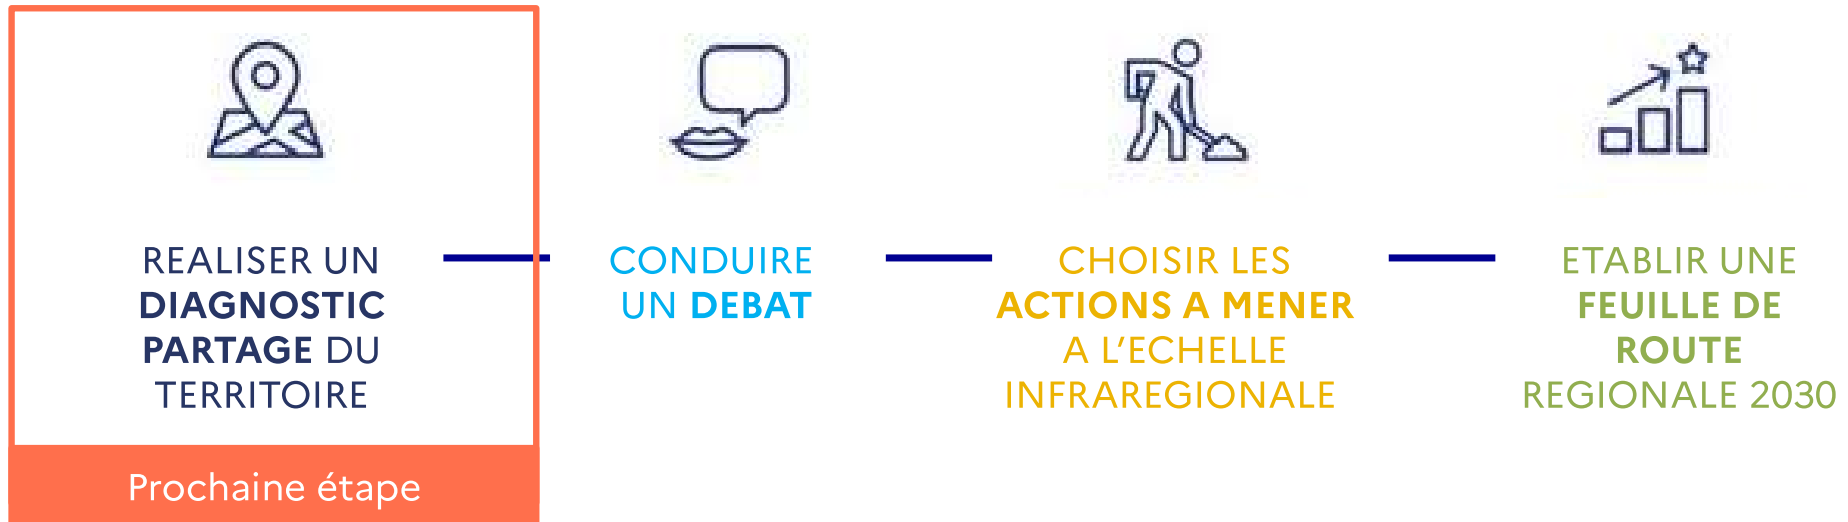 REALISER UN
DIAGNOSTIC
PARTAGE DU
TERRITOIRE
Prochaine étape
CONDUIRE
UN DEBAT
CHOISIR LES
ACTIONS A MENER
A L’ECHELLE
INFRAREGIONALE
ETABLIR UNE
FEUILLE DE
ROUTE
REGIONALE 2030